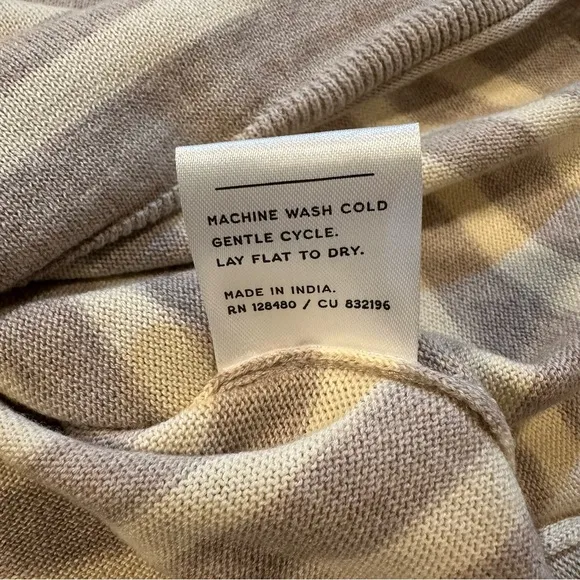 MACHINE WASH COLD
GENTLE CYCLE.
LAY FLAT TO DRY.
MADE IN INDIA.
RN 128480 / CU 832196